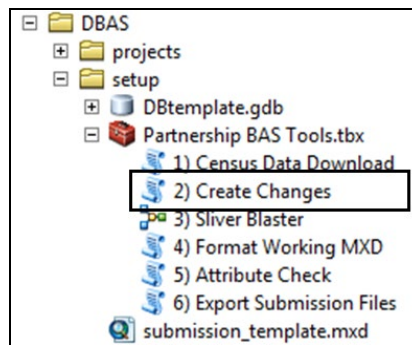 DBAS
projects
setup
DBtemplate.gdb
Partnership BAS Tools.tbx
1) Census Data Download
2) Create Changes
3) Sliver Blaster
4) Format Working MXD
5) Attribute Check
6) Export Submission Files
submission_template.mxd